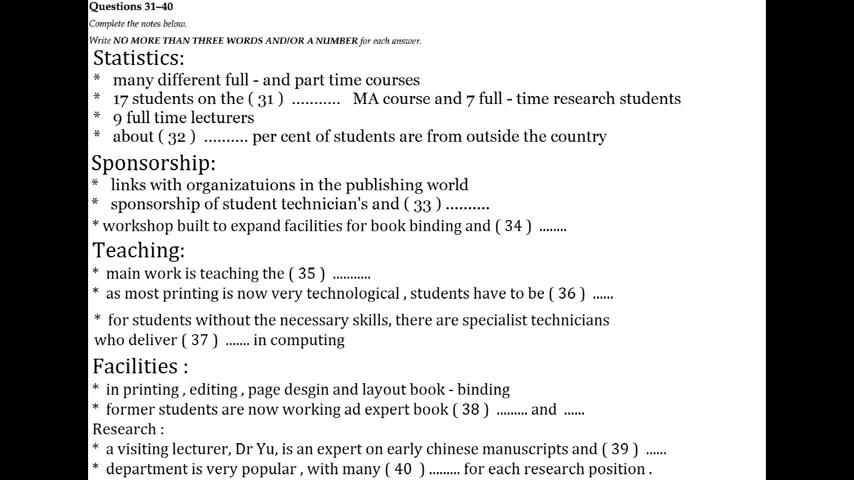 Questions 31–40
Complete the notes below.
Write NO MORE THAN THREE WORDS AND/OR A NUMBER for each answer.
Statistics:
* many different full - and part time courses
* 17 students on the ( 31 ) ........... MA course and 7 full - time research students
* 9 full time lecturers
* about ( 32 ) .......... per cent of students are from outside the country
Sponsorship:
* links with organizatuions in the publishing world
* sponsorship of student technician's and ( 33 ) ..........
* workshop built to expand facilities for book binding and ( 34 ) ........
Teaching:
* main work is teaching the ( 35 ) ...........
* as most printing is now very technological , students have to be ( 36 ) ......
* for students without the necessary skills, there are specialist technicians
who deliver ( 37 ) ....... in computing
Facilities :
* in printing , editing , page desgin and layout book - binding
* former students are now working ad expert book ( 38 ) ......... and ......
Research :
* a visiting lecturer, Dr Yu, is an expert on early chinese manuscripts and ( 39 ) ......
* department is very popular , with many ( 40 ) ......... for each research position .